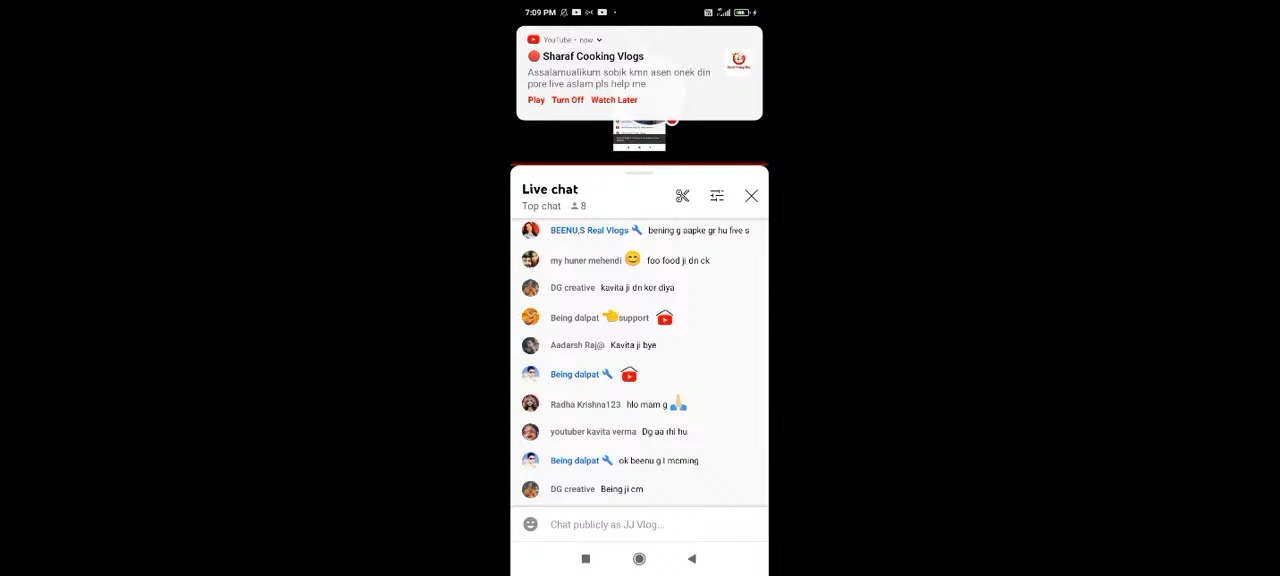 7:09 PM
YouTube • now
Sharaf Cooking Vlogs
Assalamualikum sobik kmn asen onek din
pore live aslam pls help me
Play Turn Off Watch Later
Live chat
Top chat 8
BEENU,S Real Vlogs bening g aapke gr hu five s
my huner mehendi 😊 foo food ji dn ck
DG creative kavita ji dn kor diya
Being dalpat 👈support
Aadarsh Raj@ Kavita ji bye
Being dalpat
Radha Krishna123 hlo mam g 🙏
youtuber kavita verma Dg aa rhi hu
Being dalpat ok beenu g I mcming
DG creative Being ji cm
Chat publicly as JJ Vlog...